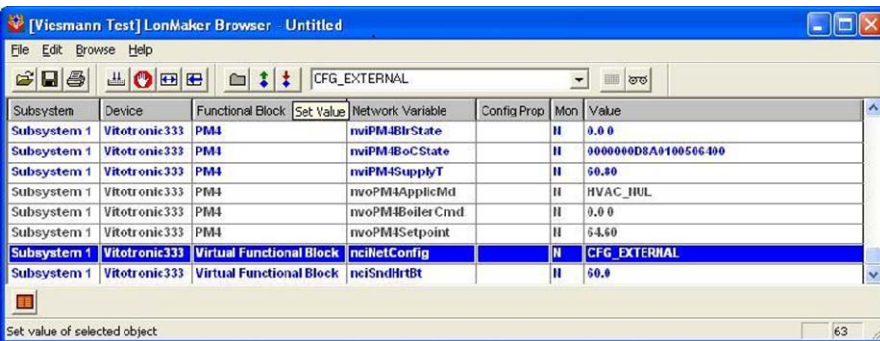 [Viesmann Test] LonMaker Browser - Untitled
File Edit Browse Help
CFG_EXTERNAL
Subsystem Device Functional Block Set Value Network Variable Config Prop Mon Value
Subsystem 1 Vitotronic333 PM4 nviPM4BlrState N 0.0 0
Subsystem 1 Vitotronic333 PM4 nviPM4BoCState N 0000000D8A0100506400
Subsystem 1 Vitotronic333 PM4 nviPM4SupplyT N 60.80
Subsystem 1 Vitotronic333 PM4 nvoPM4ApplicMd N HVAC_NUL
Subsystem 1 Vitotronic333 PM4 nvoPM4BoilerCmd N 0.0 0
Subsystem 1 Vitotronic333 PM4 nvoPM4Setpoint N 64.60
Subsystem 1 Vitotronic333 Virtual Functional Block nciNetConfig N CFG_EXTERNAL
Subsystem 1 Vitotronic333 Virtual Functional Block nciSndHrtBt N 60.0
Set value of selected object 63